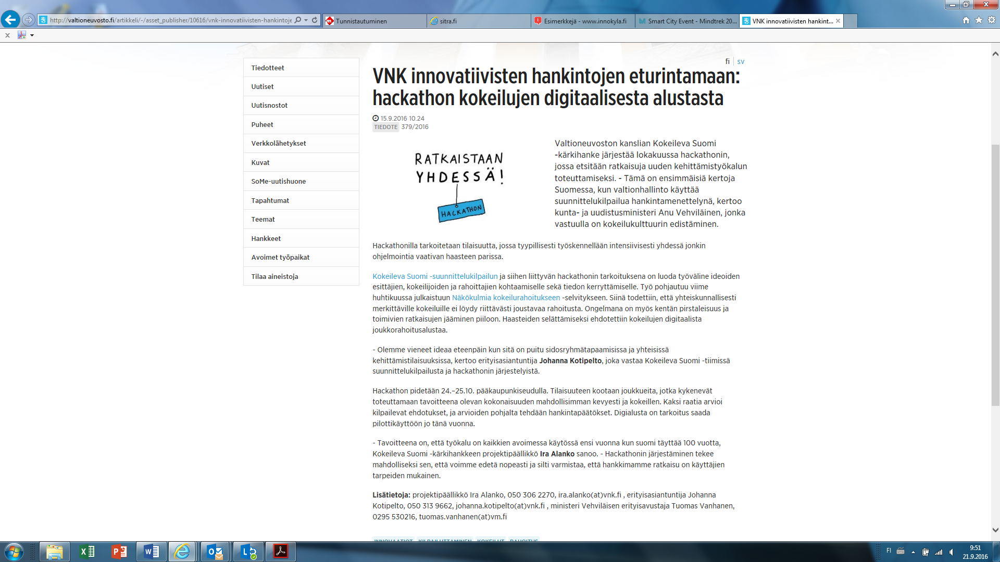 http://valtioneuvosto.fi/artikkeli/-/asset_publisher/10616/vnk-innovatiivisten-hankintoje
Tunnistautuminen
sitra.fi
Esimerkkejä - www.innokyla.fi
Smart City Event - Mindtrek 20...
VNK innovatiivisten hankint...
fi
sv
Tiedotteet
Uutiset
Uutisnostot
Puheet
Verkkolähetykset
Kuvat
SoMe-uutishuone
Tapahtumat
Teemat
Hankkeet
Avoimet työpaikat
Tilaa aineistoja
VNK innovatiivisten hankintojen eturintamaan:
hackathon kokeilujen digitaalisesta alustasta
15.9.2016 10.24
TIEDOTE 379/2016
RATKAISTAAN
YHDESSÄ!
HACKATHON
Valtioneuvoston kanslian Kokeileva Suomi
-kärkihanke järjestää lokakuussa hackathonin,
jossa etsitään ratkaisuja uuden kehittämistyökalun
toteuttamiseksi. - Tämä on ensimmäisiä kertoja
Suomessa, kun valtionhallinto käyttää
suunnittelukilpailua hankintamenettelynä, kertoo
kunta- ja uudistusministeri Anu Vehviläinen, jonka
vastuulla on kokeilukulttuurin edistäminen.
Hackathonilla tarkoitetaan tilaisuutta, jossa tyypillisesti työskennellään intensiivisesti yhdessä jonkin
ohjelmointia vaativan haasteen parissa.
Kokeileva Suomi -suunnittelukilpailun ja siihen liittyvän hackathonin tarkoituksena on luoda työväline ideoiden
esittäjien, kokeilijoiden ja rahoittajien kohtaamiselle sekä tiedon kerryttämiselle. Työ pohjautuu viime
huhtikuussa julkaistuun Näkökulmia kokeilurahoitukseen -selvitykseen. Siinä todettiin, että yhteiskunnallisesti
merkittäville kokeiluille ei löydy riittävästi joustavaa rahoitusta. Ongelmana on myös kentän pirstaleisuus ja
toimivien ratkaisujen jääminen piiloon. Haasteiden selättämiseksi ehdotettiin kokeilujen digitaalista
joukkorahoitusalustaa.
- Olemme vieneet ideaa eteenpäin kun sitä on puitu sidosryhmätapaamisissa ja yhteisissä
kehittämistilaisuuksissa, kertoo erityisasiantuntija Johanna Kotipelto, joka vastaa Kokeileva Suomi -tiimissä
suunnittelukilpailusta ja hackathonin järjestelyistä.
Hackathon pidetään 24.–25.10. pääkaupunkiseudulla. Tilaisuuteen kootaan joukkueita, jotka kykenevät
toteuttamaan tavoitteena olevan kokonaisuuden mahdollisimman kevyesti ja kokeillen. Kaksi raatia arvioi
kilpailevat ehdotukset, ja arvioiden pohjalta tehdään hankintapäätökset. Digialusta on tarkoitus saada
pilottikäyttöön jo tänä vuonna.
- Tavoitteena on, että työkalu on kaikkien avoimessa käytössä ensi vuonna kun suomi täyttää 100 vuotta,
Kokeileva Suomi -kärkihankkeen projektipäällikkö Ira Alanko sanoo. - Hackathonin järjestäminen tekee
mahdolliseksi sen, että voimme edetä nopeasti ja silti varmistaa, että hankkimamme ratkaisu on käyttäjien
tarpeiden mukainen.
Lisätietoja: projektipäällikkö Ira Alanko, 050 306 2270, ira.alanko(at)vnk.fi , erityisasiantuntija Johanna
Kotipelto, 050 313 9662, johanna.kotipelto(at)vnk.fi , ministeri Vehviläisen erityisavustaja Tuomas Vanhanen,
0295 530216, tuomas.vanhanen(at)vm.fi
INNOVAATIOT KILPAILUTTAMINEN KOKEILUT RAHOITUS
FI
9:51
21.9.2016